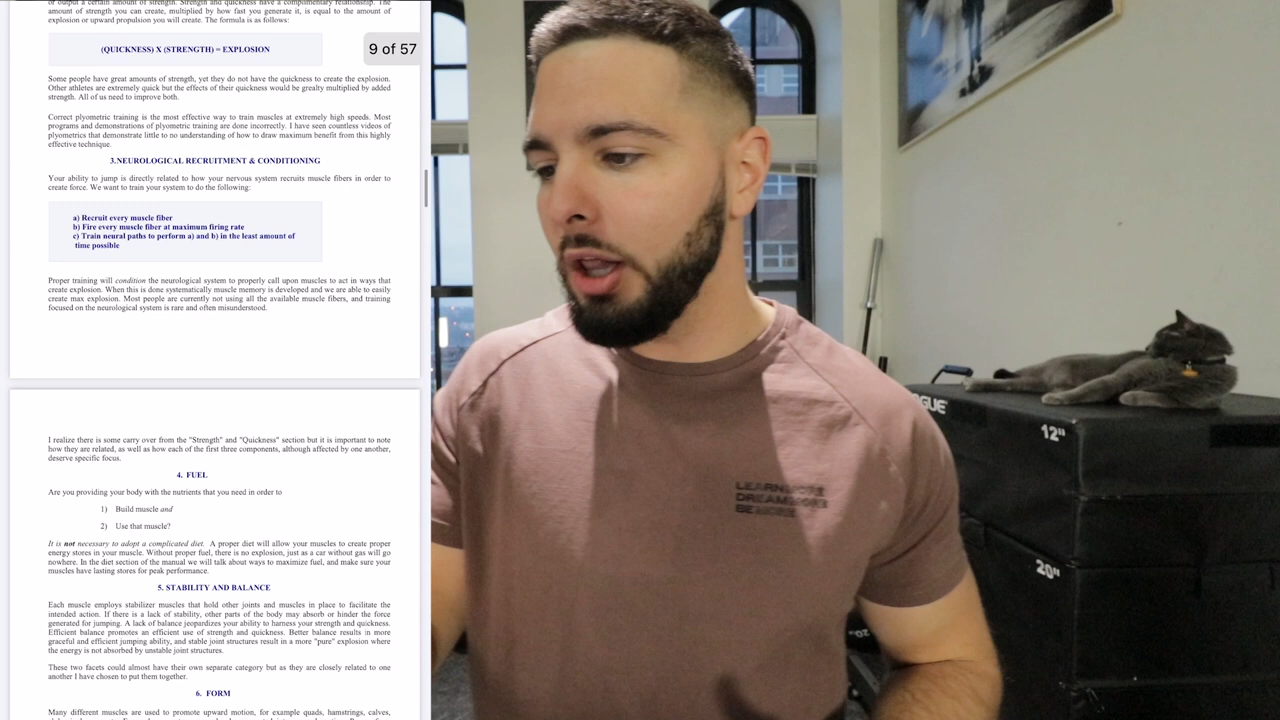 of output a certain amount of strength. Strength and quickness have a complimentary relationship. The
amount of strength you can create, multiplied by how fast you generate it, is equal to the amount of
explosion or upward propulsion you will create. The formula is as follows:
(QUICKNESS) X (STRENGTH) = EXPLOSION
9 of 57
Some people have great amounts of strength, yet they do not have the quickness to create the explosion.
Other athletes are extremely quick but the effects of their quickness would be grealty multiplied by added
strength. All of us need to improve both.
Correct plyometric training is the most effective way to train muscles at extremely high speeds. Most
programs and demonstrations of plyometric training are done incorrectly. I have seen countless videos of
plyometrics that demonstrate little to no understanding of how to draw maximum benefit from this highly
effective technique.
3.NEUROLOGICAL RECRUITMENT & CONDITIONING
Your ability to jump is directly related to how your nervous system recruits muscle fibers in order to
create force. We want to train your system to do the following:
a) Recruit every muscle fiber
b) Fire every muscle fiber at maximum firing rate
c) Train neural paths to perform a) and b) in the least amount of
time possible
Proper training will condition the neurological system to properly call upon muscles to act in ways that
create explosion. When this is done systematically muscle memory is developed and we are able to easily
create max explosion. Most people are currently not using all the available muscle fibers, and training
focused on the neurological system is rare and often misunderstood.
I realize there is some carry over from the "Strength" and "Quickness" section but it is important to note
how they are related, as well as how each of the first three components, although affected by one another,
deserve specific focus.
4. FUEL
Are you providing your body with the nutrients that you need in order to
1) Build muscle and
2) Use that muscle?
It is not necessary to adopt a complicated diet. A proper diet will allow your muscles to create proper
energy stores in your muscle. Without proper fuel, there is no explosion, just as a car without gas will go
nowhere. In the diet section of the manual we will talk about ways to maximize fuel, and make sure your
muscles have lasting stores for peak performance.
5. STABILITY AND BALANCE
Each muscle employs stabilizer muscles that hold other joints and muscles in place to facilitate the
intended action. If there is a lack of stability, other parts of the body may absorb or hinder the force
generated for jumping. A lack of balance jeopardizes your ability to harness your strength and quickness.
Efficient balance promotes an efficient use of strength and quickness. Better balance results in more
graceful and efficient jumping ability, and stable joint structures result in a more "pure" explosion where
the energy is not absorbed by unstable joint structures.
These two facets could almost have their own separate category but as they are closely related to one
another I have chosen to put them together.
6. FORM
Many different muscles are used to promote upward motion, for example quads, hamstrings, calves,
LEARN MORE
DREAM MORE
BE MORE
12"
20"